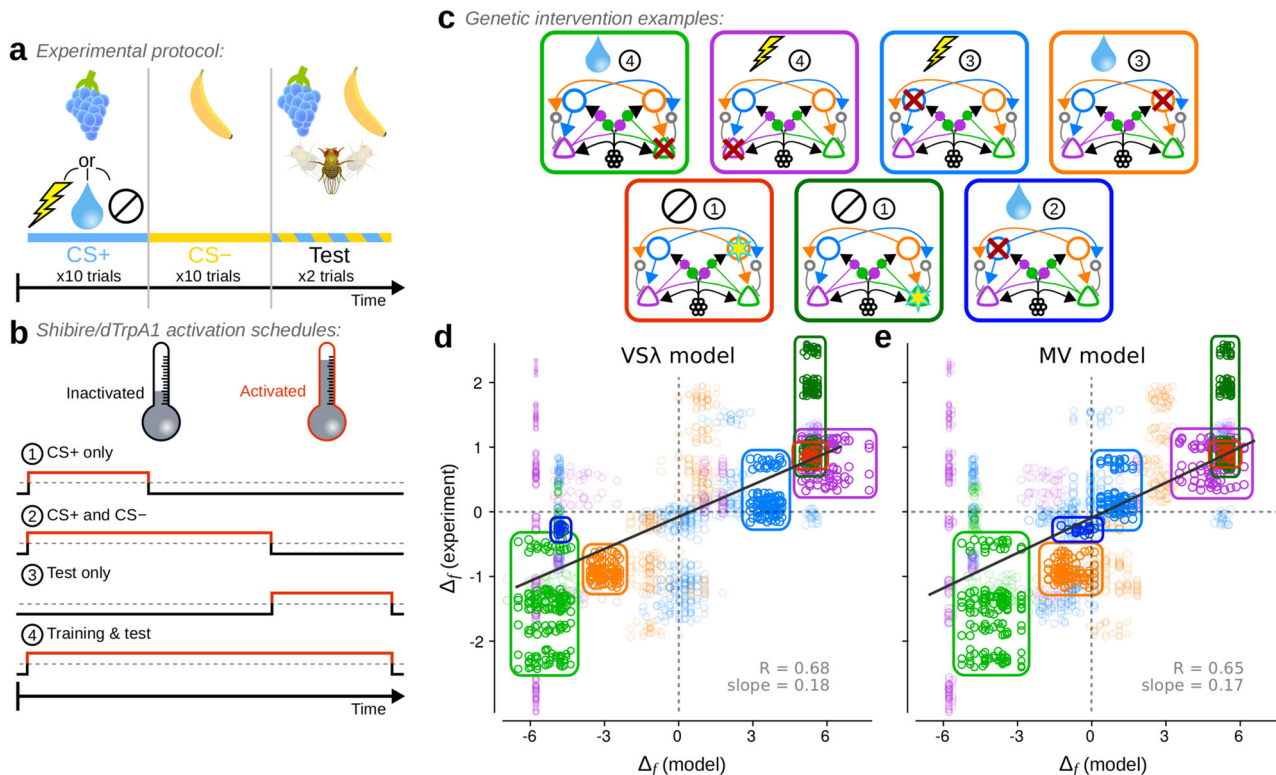 a Experimental protocol:
or
CS+
x10 trials
CS−
x10 trials
Test
x2 trials
Time
b Shibire/dTrpA1 activation schedules:
Inactivated
Activated
1 CS+ only
2 CS+ and CS−
3 Test only
4 Training & test
Time
c Genetic intervention examples:
4
4
3
3
1
1
2
d
VSλ model
Δf (experiment)
2
1
0
-1
-2
R = 0.68
slope = 0.18
-6
-3
0
3
6
Δf (model)
e
MV model
R = 0.65
slope = 0.17
-6
-3
0
3
6
Δf (model)